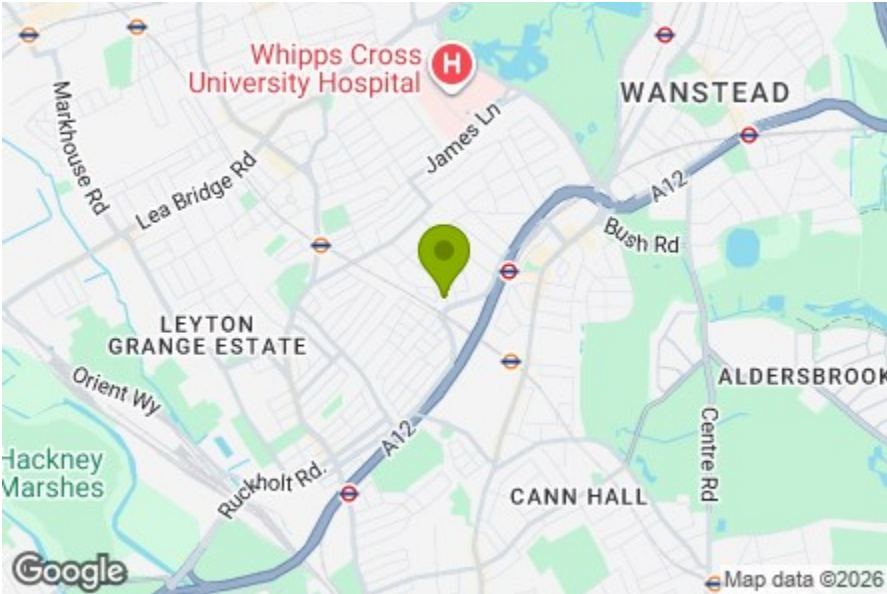 Whipps Cross
University Hospital
H
WANSTEAD
Markhouse Rd
James Ln
Lea Bridge Rd
A12
Bush Rd
LEYTON
GRANGE ESTATE
ALDERSBROOK
Orient Wy
A12
Centre Rd
Hackney
Marshes
Ruckholt Rd.
CANN HALL
Google
Map data ©2026